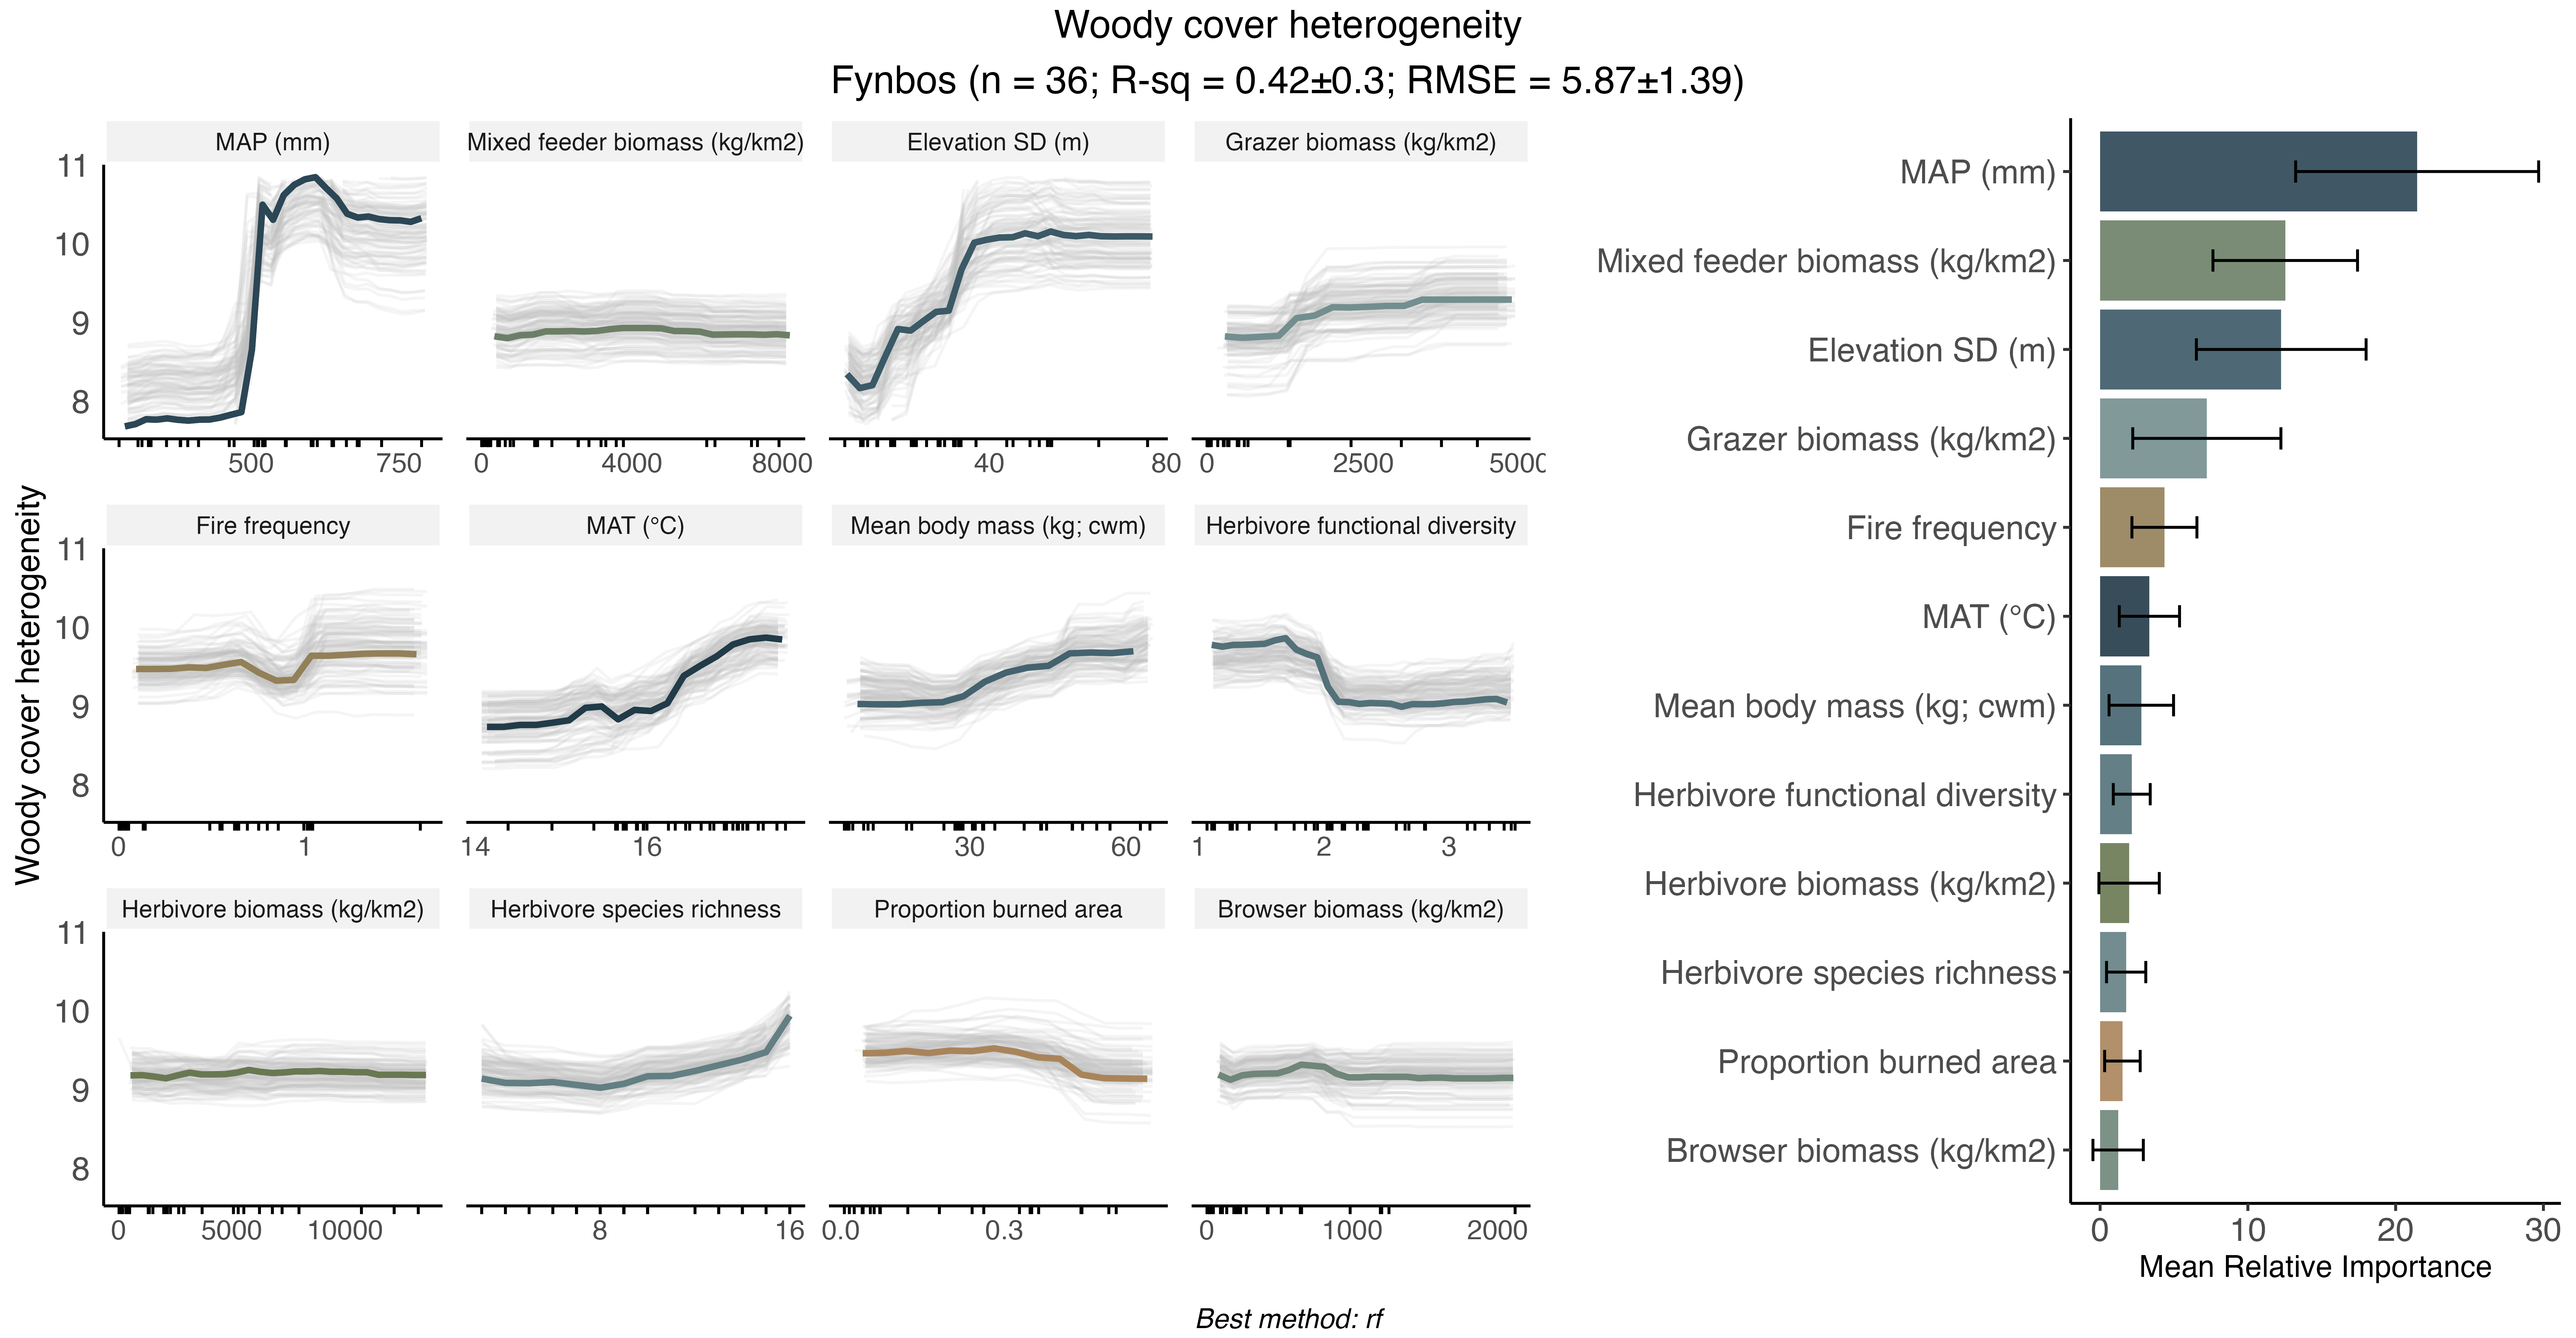 Woody cover heterogeneity
Fynbos (n = 36; R-sq = 0.42±0.3; RMSE = 5.87±1.39)
Woody cover heterogeneity
MAP (mm)
Mixed feeder biomass (kg/km2)
Elevation SD (m)
Grazer biomass (kg/km2)
11
10
9
8
500 750
0 4000 8000
40 80
0 2500 5000
Fire frequency
MAT (°C)
Mean body mass (kg; cwm)
Herbivore functional diversity
11
10
9
8
0 1
14 16
30 60
1 2 3
Herbivore biomass (kg/km2)
Herbivore species richness
Proportion burned area
Browser biomass (kg/km2)
11
10
9
8
0 5000 10000
8 16
0.0 0.3
0 1000 2000
MAP (mm)
Mixed feeder biomass (kg/km2)
Elevation SD (m)
Grazer biomass (kg/km2)
Fire frequency
MAT (°C)
Mean body mass (kg; cwm)
Herbivore functional diversity
Herbivore biomass (kg/km2)
Herbivore species richness
Proportion burned area
Browser biomass (kg/km2)
0 10 20 30
Mean Relative Importance
Best method: rf